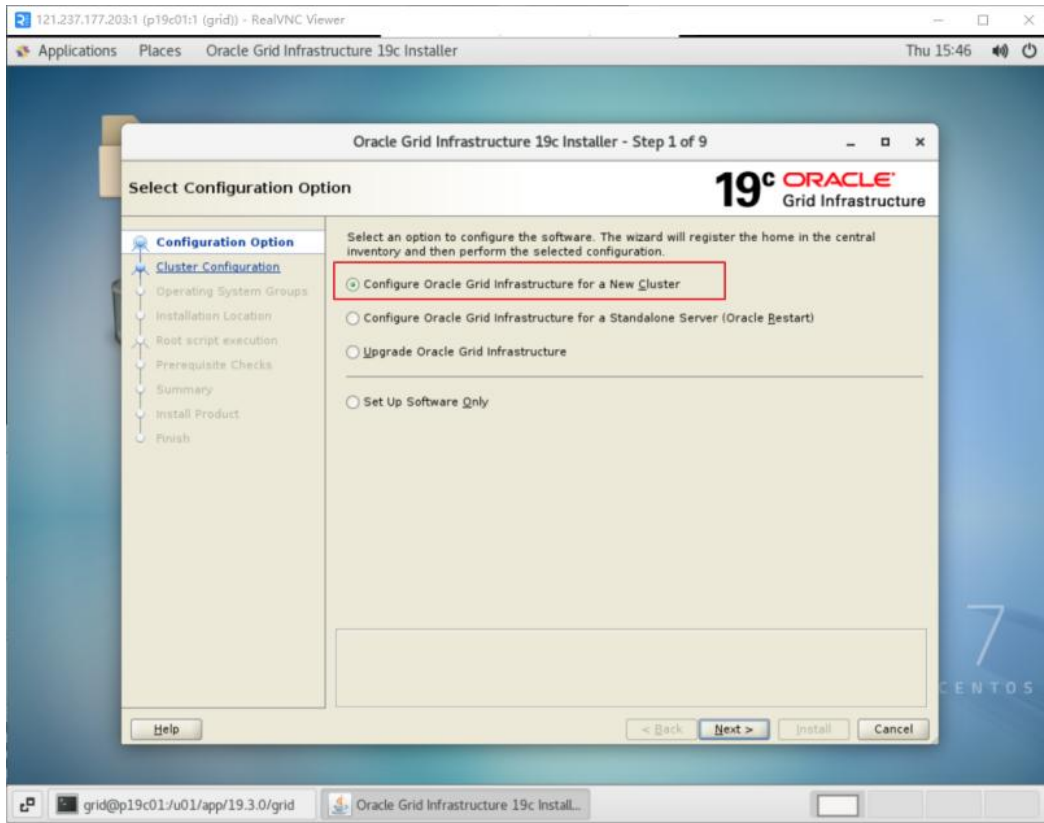 121.237.177.203:1 (p19c01:1 (grid)) - RealVNC Viewer
Applications Places Oracle Grid Infrastructure 19c Installer Thu 15:46
Oracle Grid Infrastructure 19c Installer - Step 1 of 9
Select Configuration Option
19c ORACLE
Grid Infrastructure
Configuration Option
Cluster Configuration
Operating System Groups
Installation Location
Root script execution
Prerequisite Checks
Summary
Install Product
Finish
Select an option to configure the software. The wizard will register the home in the central
inventory and then perform the selected configuration.
Configure Oracle Grid Infrastructure for a New Cluster
Configure Oracle Grid Infrastructure for a Standalone Server (Oracle Restart)
Upgrade Oracle Grid Infrastructure
Set Up Software Only
7
CENTOS
Help < Back Next > Install Cancel
grid@p19c01:/u01/app/19.3.0/grid Oracle Grid Infrastructure 19c Install...